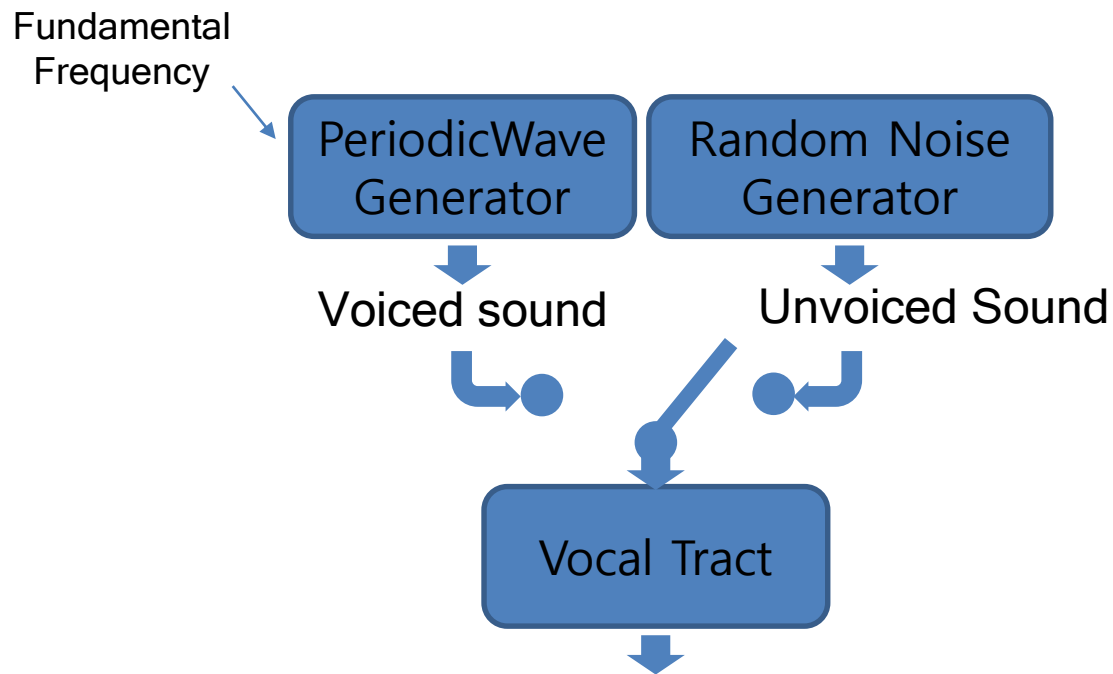 Fundamental
Frequency
PeriodicWave
Generator
Random Noise
Generator
Voiced sound
Unvoiced Sound
Vocal Tract